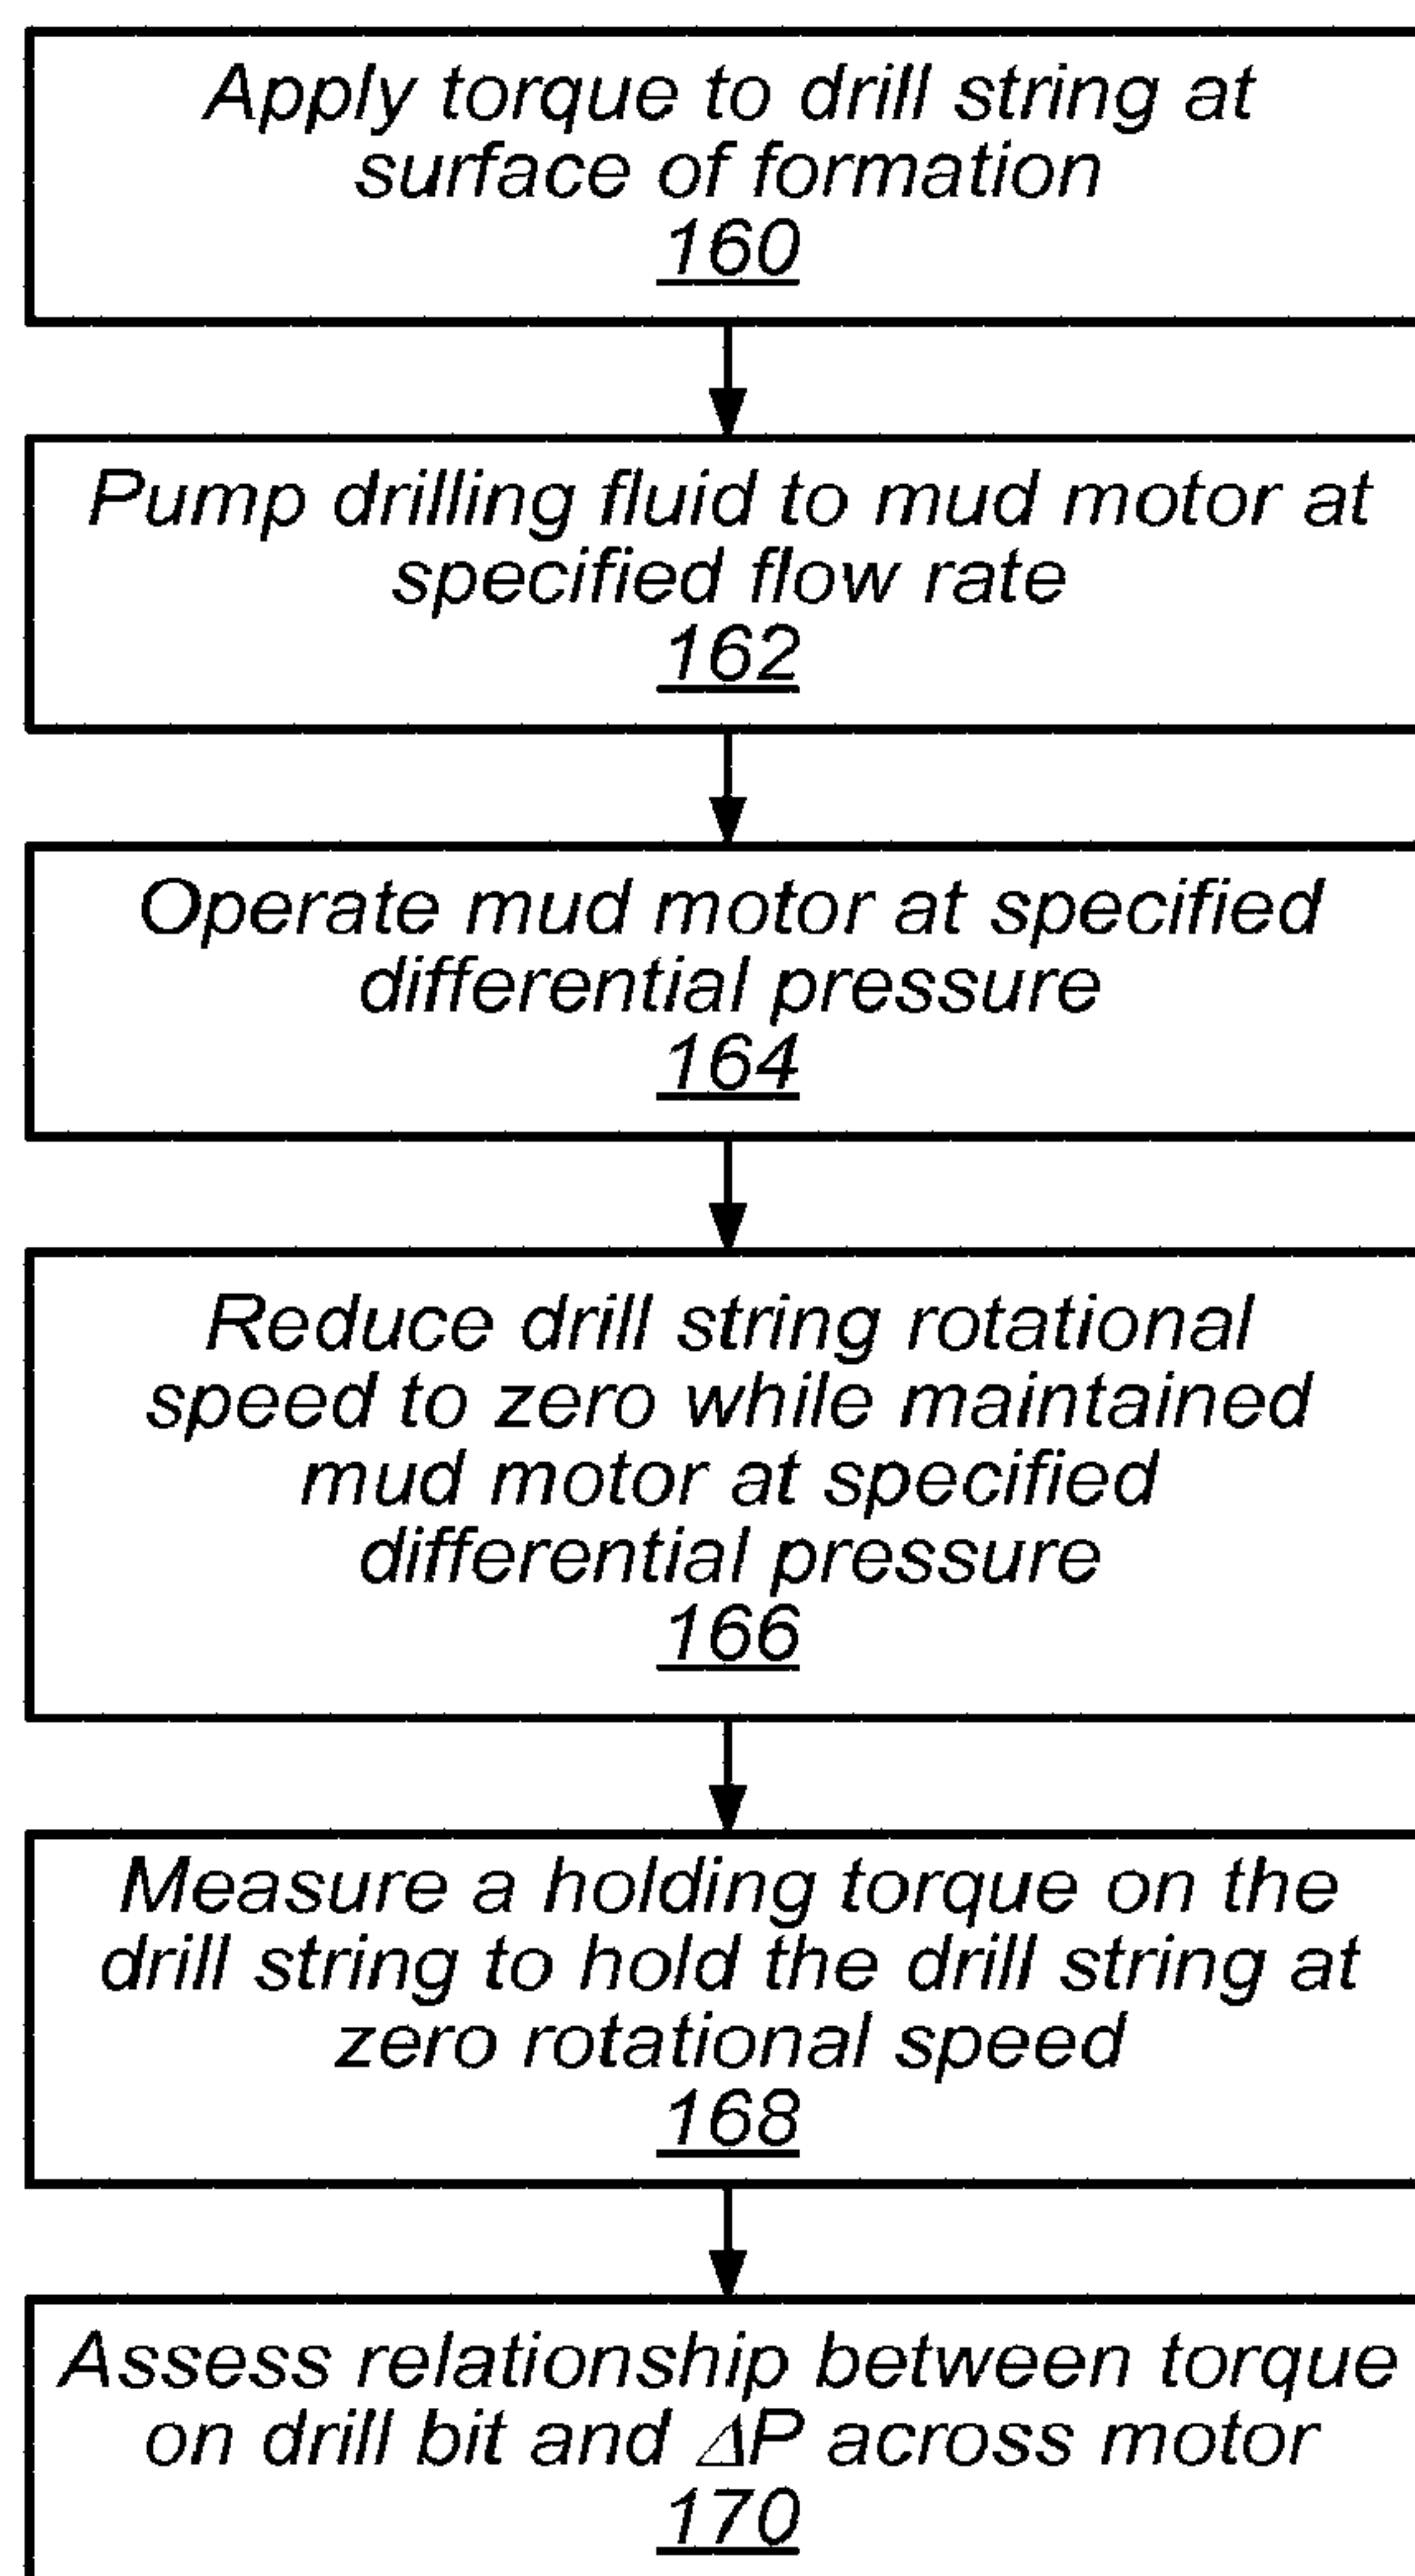 Apply torque to drill string at
surface of formation
160
Pump drilling fluid to mud motor at
specified flow rate
162
Operate mud motor at specified
differential pressure
164
Reduce drill string rotational
speed to zero while maintained
mud motor at specified
differential pressure
166
Measure a holding torque on the
drill string to hold the drill string at
zero rotational speed
168
Assess relationship between torque
on drill bit and ΔP across motor
170